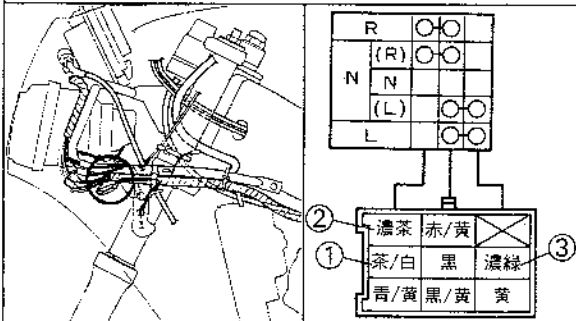 R
N
(R)
N
(L)
L
② 濃茶 赤/黄
① 茶/白 黒 濃緑 ③
青/黄 黒/黄 黄